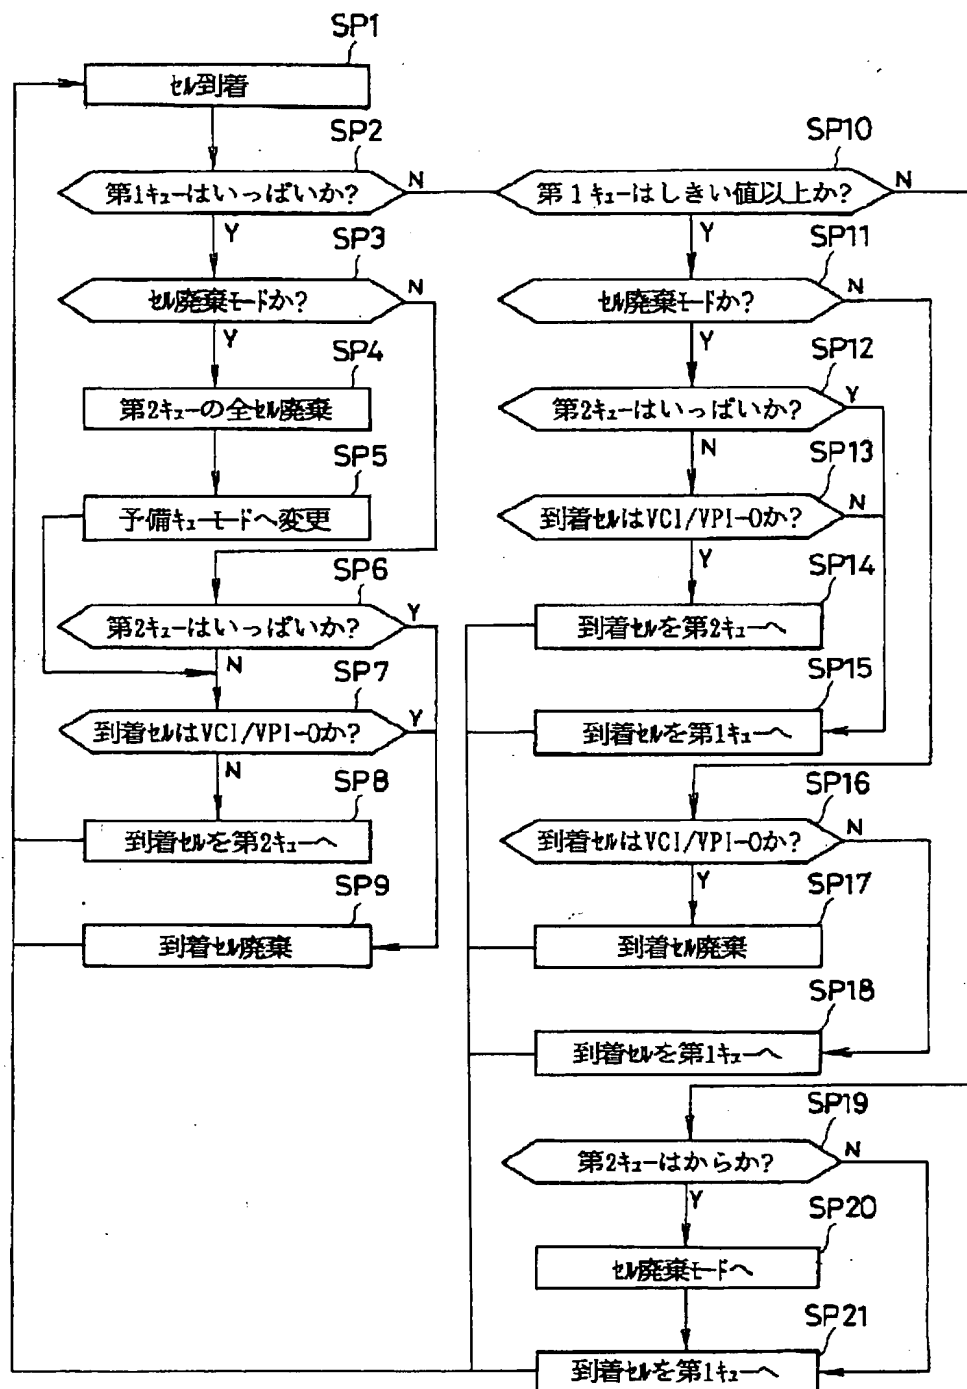 SP1
セル到着
SP2
第1キューはいっぱいか?
N
Y
SP3
セル廃棄モードか?
N
Y
SP4
第2キューの全セル廃棄
SP5
予備キューモードへ変更
SP6
第2キューはいっぱいか?
Y
N
SP7
到着セルはVCI/VPI-0か?
Y
N
SP8
到着セルを第2キューへ
SP9
到着セル廃棄
SP10
第1キューはしきい値以上か?
N
Y
SP11
セル廃棄モードか?
N
Y
SP12
第2キューはいっぱいか?
Y
N
SP13
到着セルはVCI/VPI-0か?
N
Y
SP14
到着セルを第2キューへ
SP15
到着セルを第1キューへ
SP16
到着セルはVCI/VPI-0か?
N
Y
SP17
到着セル廃棄
SP18
到着セルを第1キューへ
SP19
第2キューはからか?
N
Y
SP20
セル廃棄モードへ
SP21
到着セルを第1キューへ